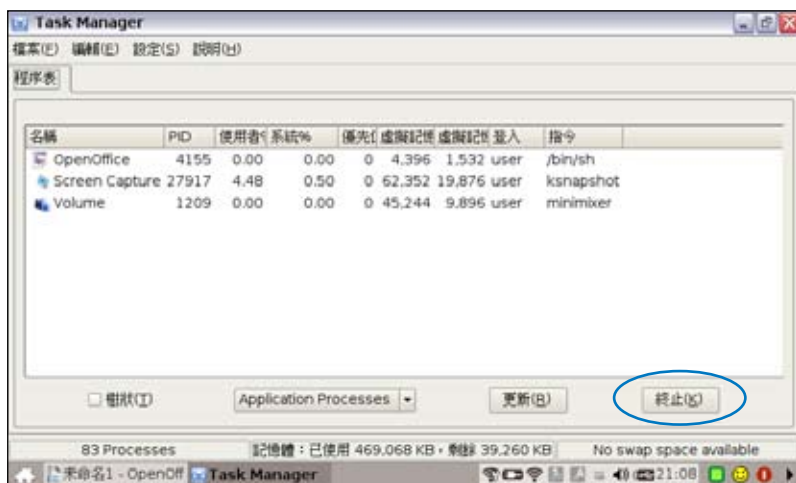 Task Manager
檔案(F) 編輯(E) 設定(S) 說明(H)
程序表
名稱 PID 使用者 系統% 優先 虛擬記憶 虛擬記憶 登入 指令
OpenOffice 4155 0.00 0.00 0 4,396 1,532 user /bin/sh
Screen Capture 27917 4.48 0.50 0 62,352 19,876 user ksnapshot
Volume 1209 0.00 0.00 0 45,244 9,896 user minimixer
樹狀(T) Application Processes 更新(R) 終止(K)
83 Processes 記憶體：已使用 469,068 KB，剩餘 39,260 KB No swap space available
未命名1 - OpenOff Task Manager 21:08